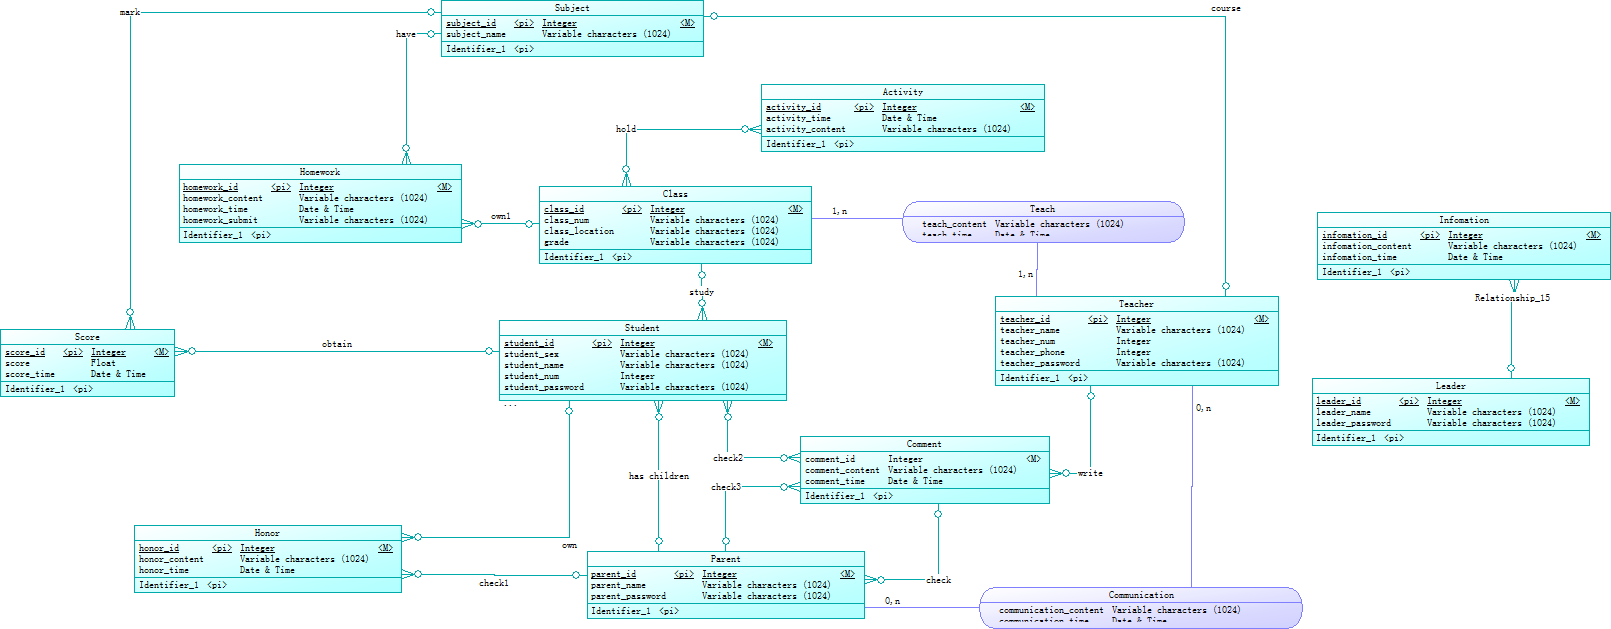 Subject
subject_id <pi> Integer <M>
subject_name Variable characters (1024)
Identifier_1 <pi>
mark
have
course
Activity
activity_id <pi> Integer <M>
activity_time Date & Time
activity_content Variable characters (1024)
Identifier_1 <pi>
hold
Homework
homework_id <pi> Integer <M>
homework_content Variable characters (1024)
homework_time Date & Time
homework_submit Variable characters (1024)
Identifier_1 <pi>
own1
Class
class_id <pi> Integer <M>
class_num Variable characters (1024)
class_location Variable characters (1024)
grade Variable characters (1024)
Identifier_1 <pi>
1,n
Teach
teach_content Variable characters (1024)
teach_time Date & Time
1,n
Infomation
infomation_id <pi> Integer <M>
infomation_content Variable characters (1024)
infomation_time Date & Time
Identifier_1 <pi>
Relationship_15
study
Teacher
teacher_id <pi> Integer <M>
teacher_name Variable characters (1024)
teacher_num Integer
teacher_phone Integer
teacher_password Variable characters (1024)
Identifier_1 <pi>
Score
score_id <pi> Integer <M>
score Float
score_time Date & Time
Identifier_1 <pi>
obtain
Student
student_id <pi> Integer <M>
student_sex Variable characters (1024)
student_name Variable characters (1024)
student_num Integer
student_password Variable characters (1024)
...
Leader
leader_id <pi> Integer <M>
leader_name Variable characters (1024)
leader_password Variable characters (1024)
Identifier_1 <pi>
0,n
Comment
comment_id Integer <M>
comment_content Variable characters (1024)
comment_time Date & Time
Identifier_1 <pi>
check2
check3
write
has children
Honor
honor_id <pi> Integer <M>
honor_content Variable characters (1024)
honor_time Date & Time
Identifier_1 <pi>
own
check1
Parent
parent_id <pi> Integer <M>
parent_name Variable characters (1024)
parent_password Variable characters (1024)
Identifier_1 <pi>
check
0,n
Communication
communication_content Variable characters (1024)
communication_time Date & Time